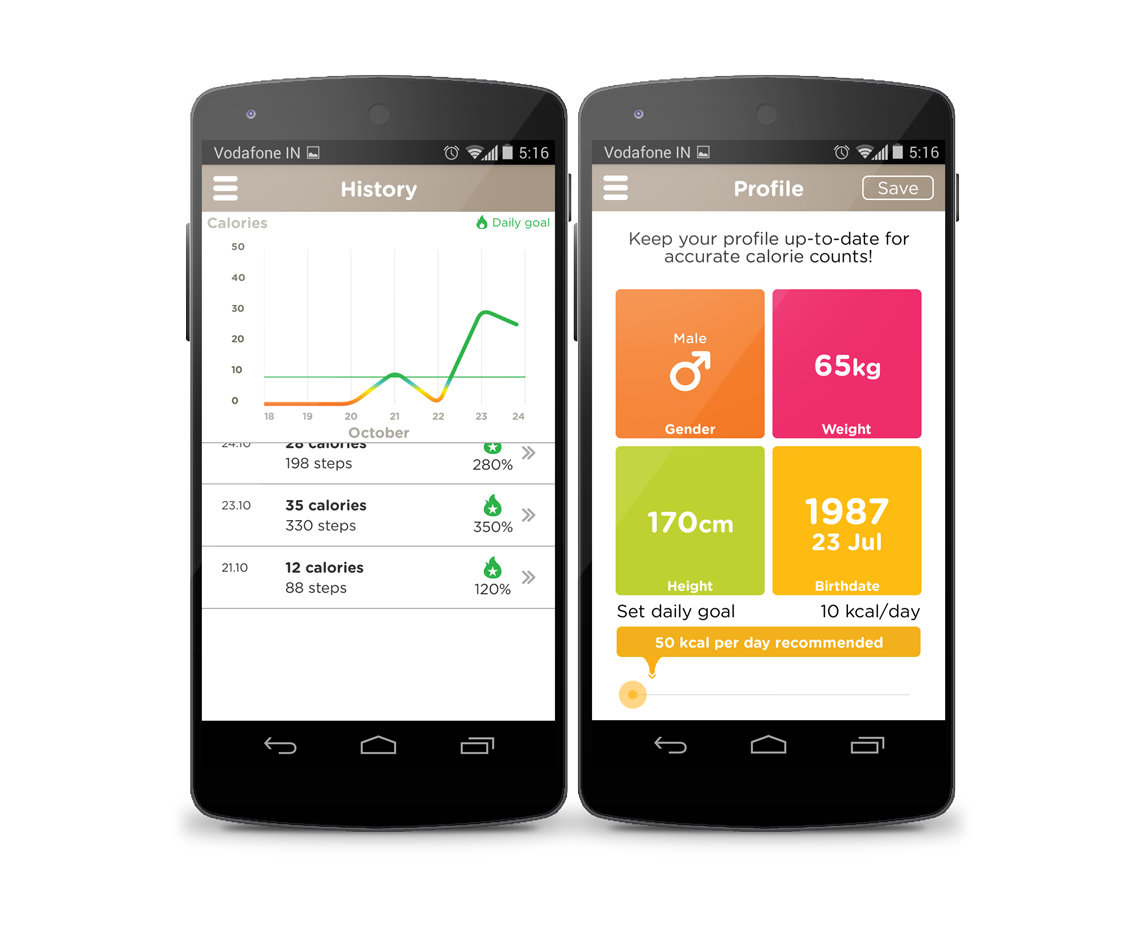 Vodafone IN
5:16
History
Calories
Daily goal
50
40
30
20
10
0
18 19 20 21 22 23 24
October
24.10 28 calories
198 steps
280%
23.10 35 calories
330 steps
350%
21.10 12 calories
88 steps
120%
Vodafone IN
5:16
Profile
Save
Keep your profile up-to-date for
accurate calorie counts!
Male
Gender
65kg
Weight
170cm
Height
1987
23 Jul
Birthdate
Set daily goal 10 kcal/day
50 kcal per day recommended